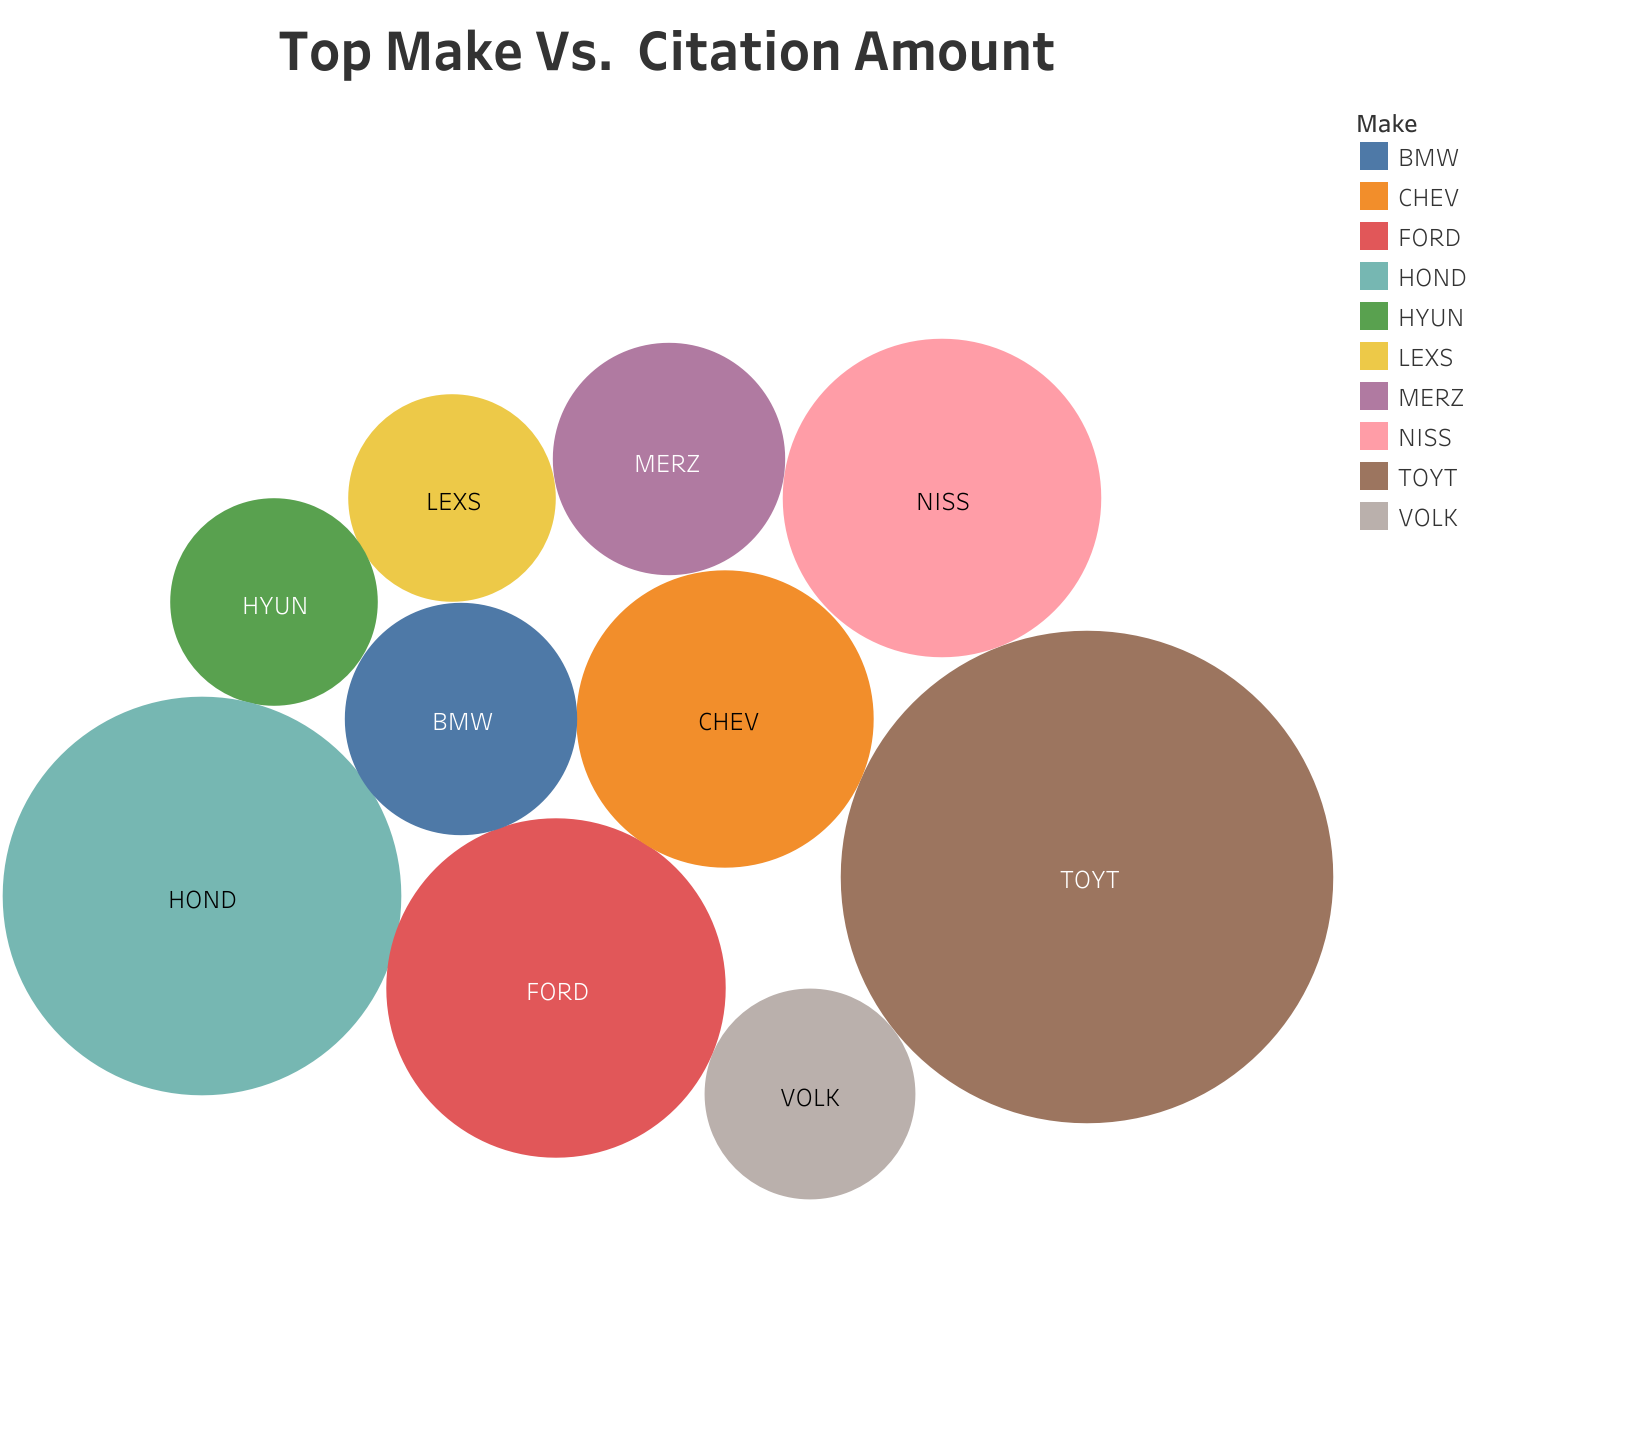 Top Make Vs.  Citation Amount
Make
BMW
CHEV
FORD
HOND
HYUN
LEXS
MERZ
NISS
TOYT
VOLK
MERZ
LEXS
NISS
HYUN
BMW
CHEV
TOYT
HOND
FORD
VOLK